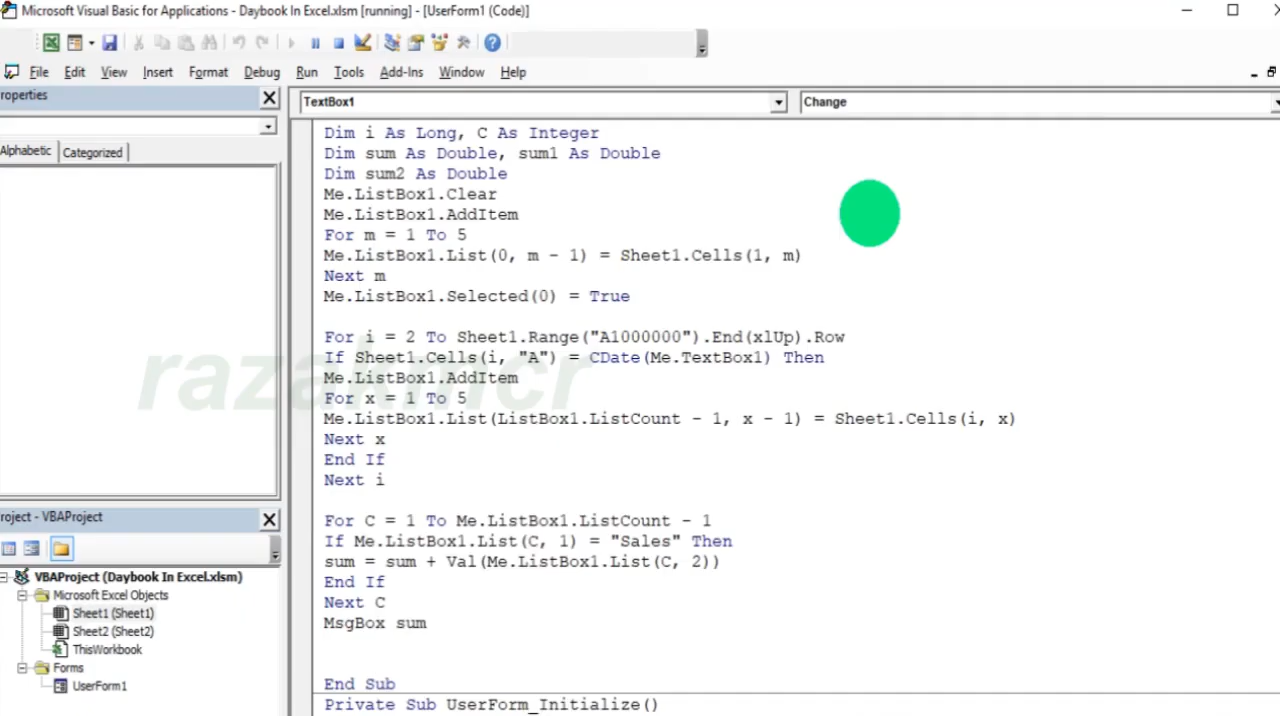 Microsoft Visual Basic for Applications - Daybook In Excel.xlsm [running] - [UserForm1 (Code)]
File Edit View Insert Format Debug Run Tools Add-Ins Window Help
roperties
TextBox1
Change
Alphabetic Categorized
Dim i As Long, C As Integer
Dim sum As Double, sum1 As Double
Dim sum2 As Double
Me.ListBox1.Clear
Me.ListBox1.AddItem
For m = 1 To 5
Me.ListBox1.List(0, m - 1) = Sheet1.Cells(1, m)
Next m
Me.ListBox1.Selected(0) = True
For i = 2 To Sheet1.Range("A1000000").End(xlUp).Row
If Sheet1.Cells(i, "A") = CDate(Me.TextBox1) Then
Me.ListBox1.AddItem
For x = 1 To 5
Me.ListBox1.List(ListBox1.ListCount - 1, x - 1) = Sheet1.Cells(i, x)
Next x
End If
Next i
For C = 1 To Me.ListBox1.ListCount - 1
If Me.ListBox1.List(C, 1) = "Sales" Then
sum = sum + Val(Me.ListBox1.List(C, 2))
End If
Next C
MsgBox sum
End Sub
Private Sub UserForm_Initialize()
razakmcr
roject - VBAProject
VBAProject (Daybook In Excel.xlsm)
Microsoft Excel Objects
Sheet1 (Sheet1)
Sheet2 (Sheet2)
ThisWorkbook
Forms
UserForm1